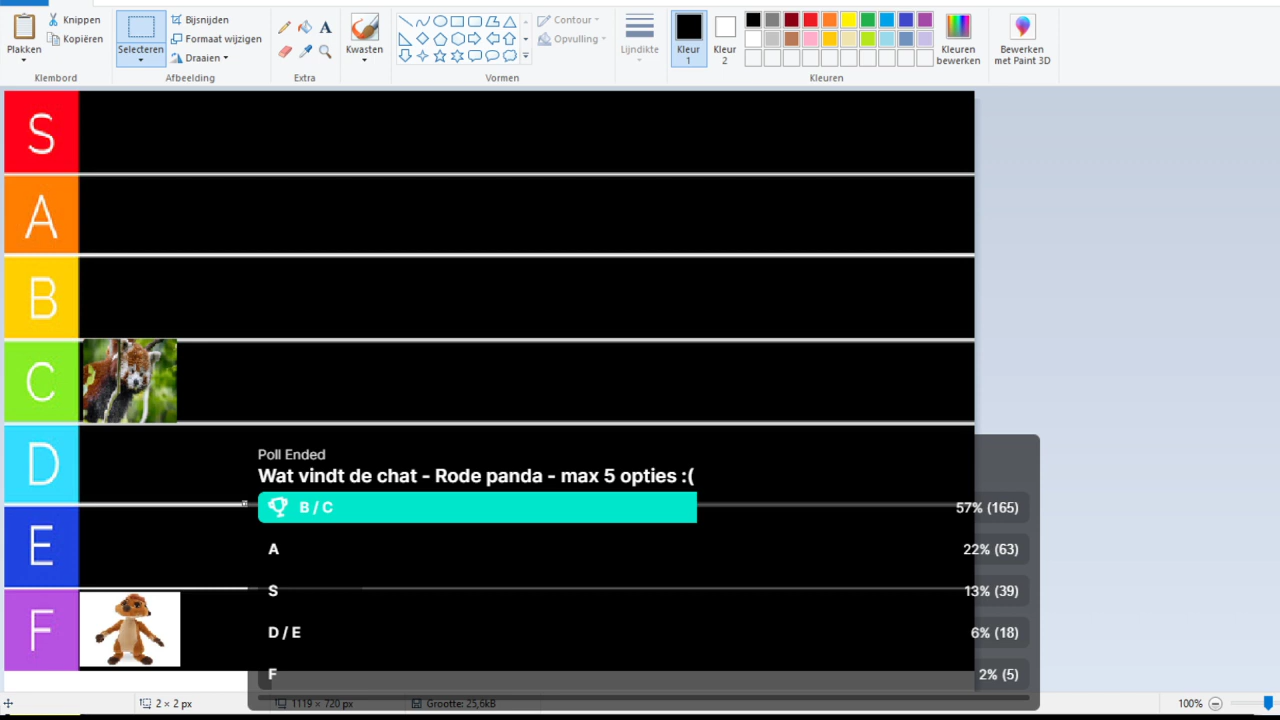 Plakken
Knippen
Kopiëren
Klembord
Selecteren
Bijsnijden
Formaat wijzigen
Draaien
Afbeelding
A
Extra
Kwasten
Vormen
Contour
Opvulling
Lijndikte
Kleur
1
Kleur
2
Kleuren
bewerken
Kleuren
Bewerken
met Paint 3D
S
A
B
C
D
E
F
Poll Ended
Wat vindt de chat - Rode panda - max 5 opties :(
B / C 57% (165)
A 22% (63)
S 13% (39)
D / E 6% (18)
F 2% (5)
2 × 2 px
1119 × 720 px
Grootte: 25,6kB
100%